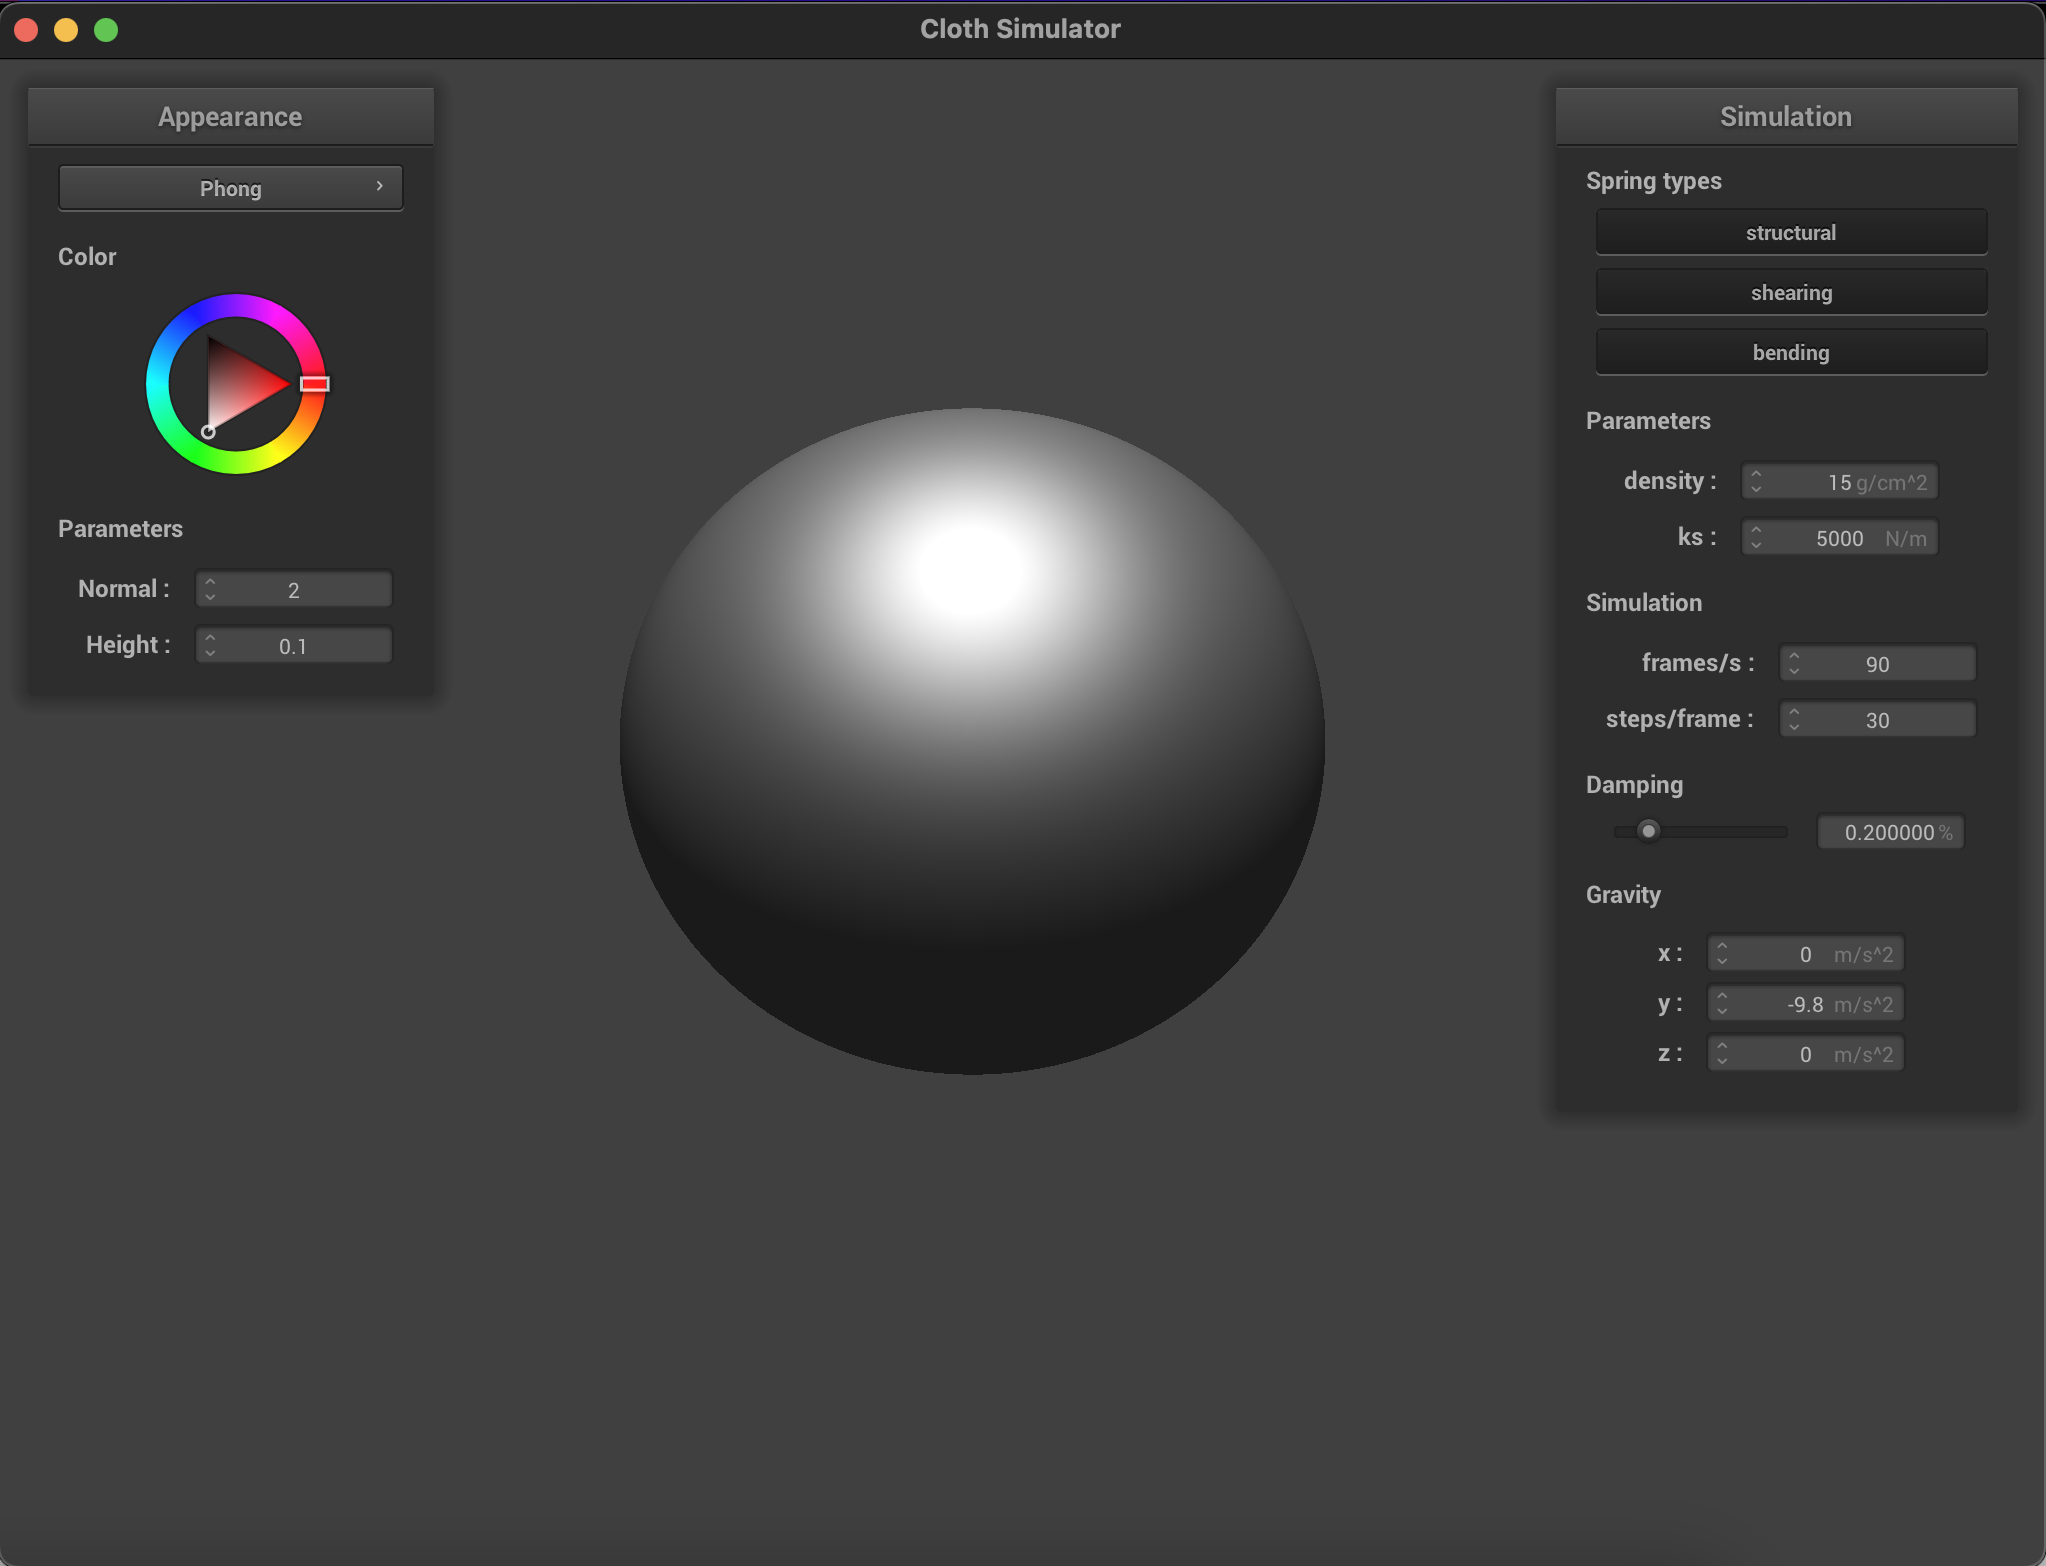 Cloth Simulator
Appearance
Phong
Color
Parameters
Normal : 2
Height : 0.1
Simulation
Spring types
structural
shearing
bending
Parameters
density : 15 g/cm^2
ks : 5000 N/m
Simulation
frames/s : 90
steps/frame : 30
Damping
0.200000 %
Gravity
x : 0 m/s^2
y : -9.8 m/s^2
z : 0 m/s^2